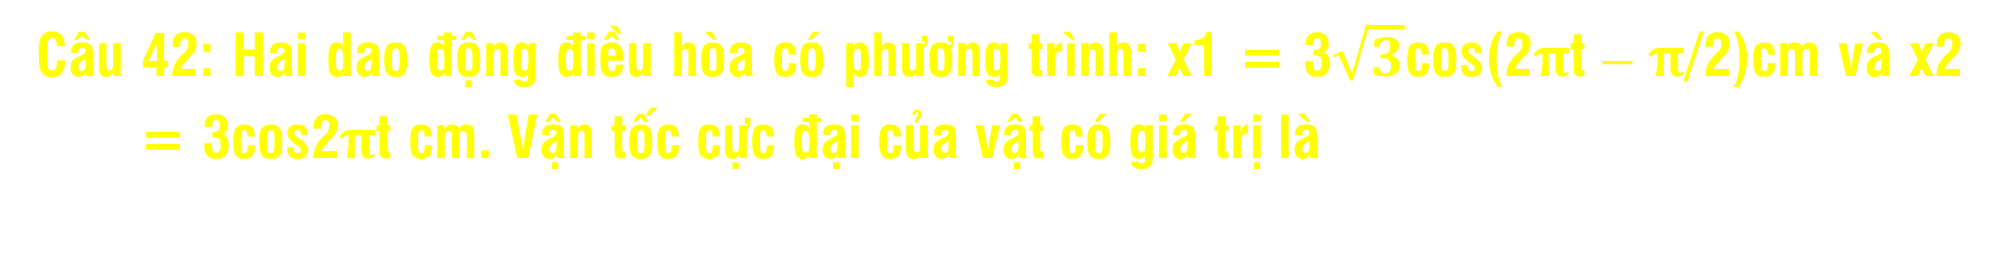 Câu 42: Hai dao động điều hòa có phương trình: x1 = 3√3cos(2πt – π/2)cm và x2
= 3cos2πt cm. Vận tốc cực đại của vật có giá trị là